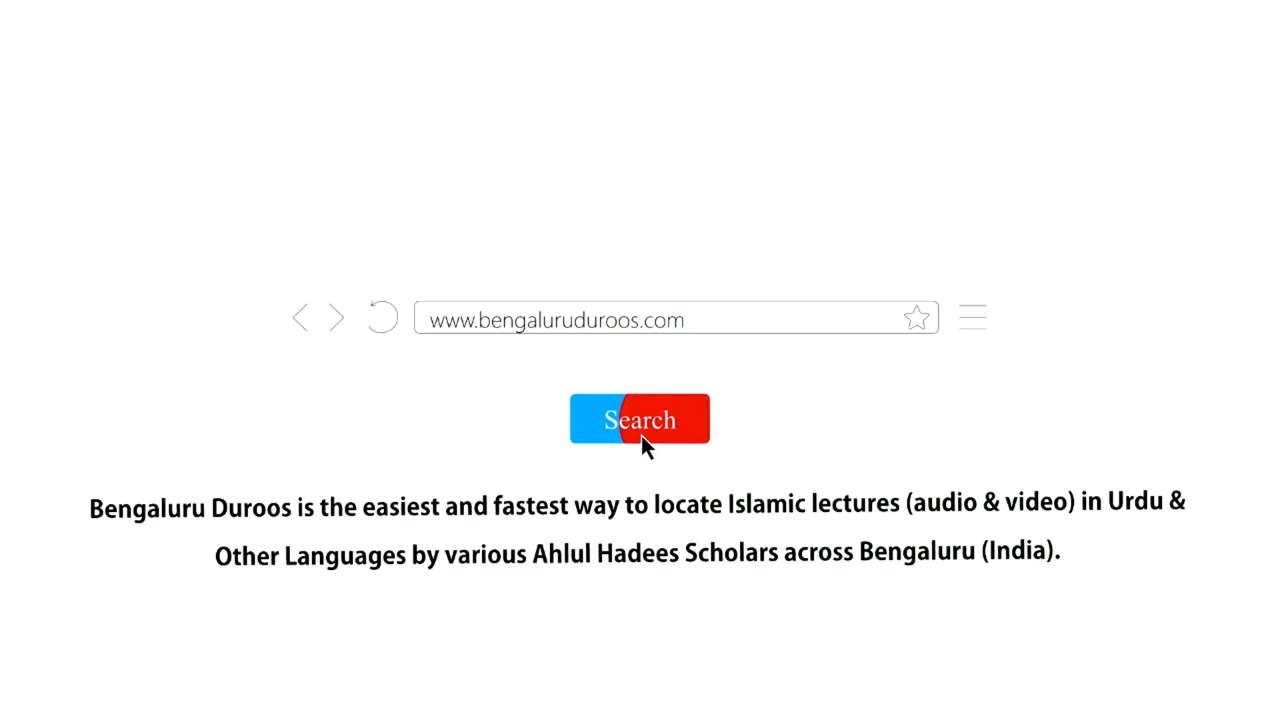 www.bengaluruduroos.com
Search
Bengaluru Duroos is the easiest and fastest way to locate Islamic lectures (audio & video) in Urdu &
Other Languages by various Ahlul Hadees Scholars across Bengaluru (India).